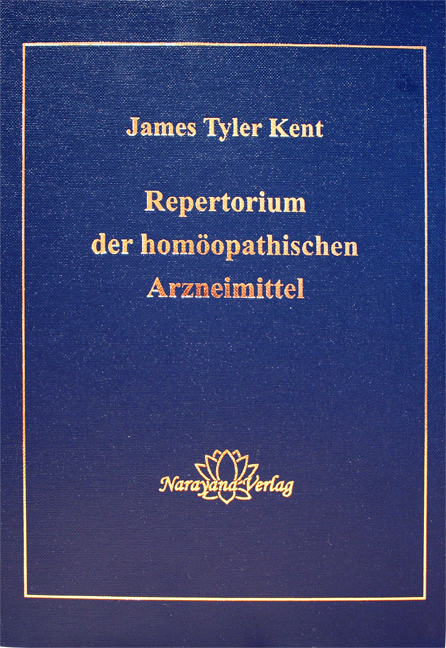 James Tyler Kent
Repertorium
der homöopathischen
Arzneimittel
Narayana Verlag